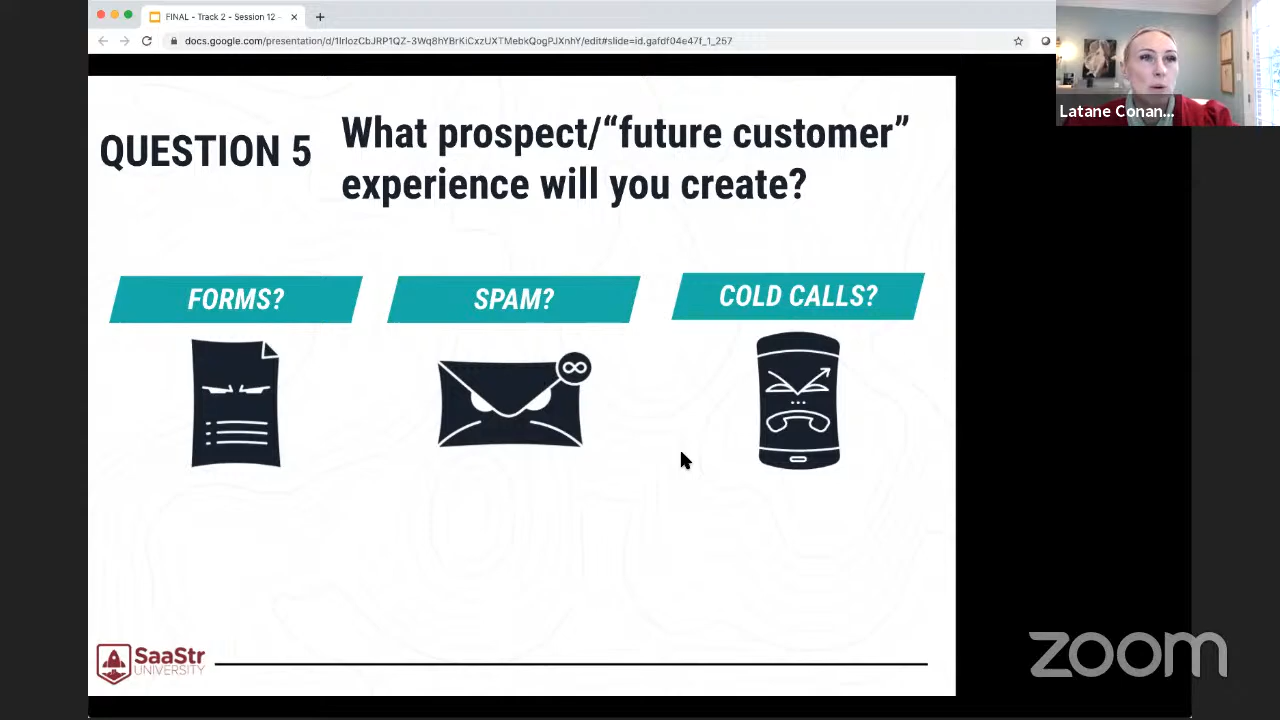 FINAL - Track 2 - Session 12
docs.google.com/presentation/d/1IrlozCbJRP1QZ-3Wq8hYBrKiCxzUXTMebkQogPJXnhY/edit#slide=id.gafdf04e47f_1_257
Latane Conan...
QUESTION 5
What prospect/“future customer”
experience will you create?
FORMS?
SPAM?
COLD CALLS?
SaaStr
UNIVERSITY
zoom